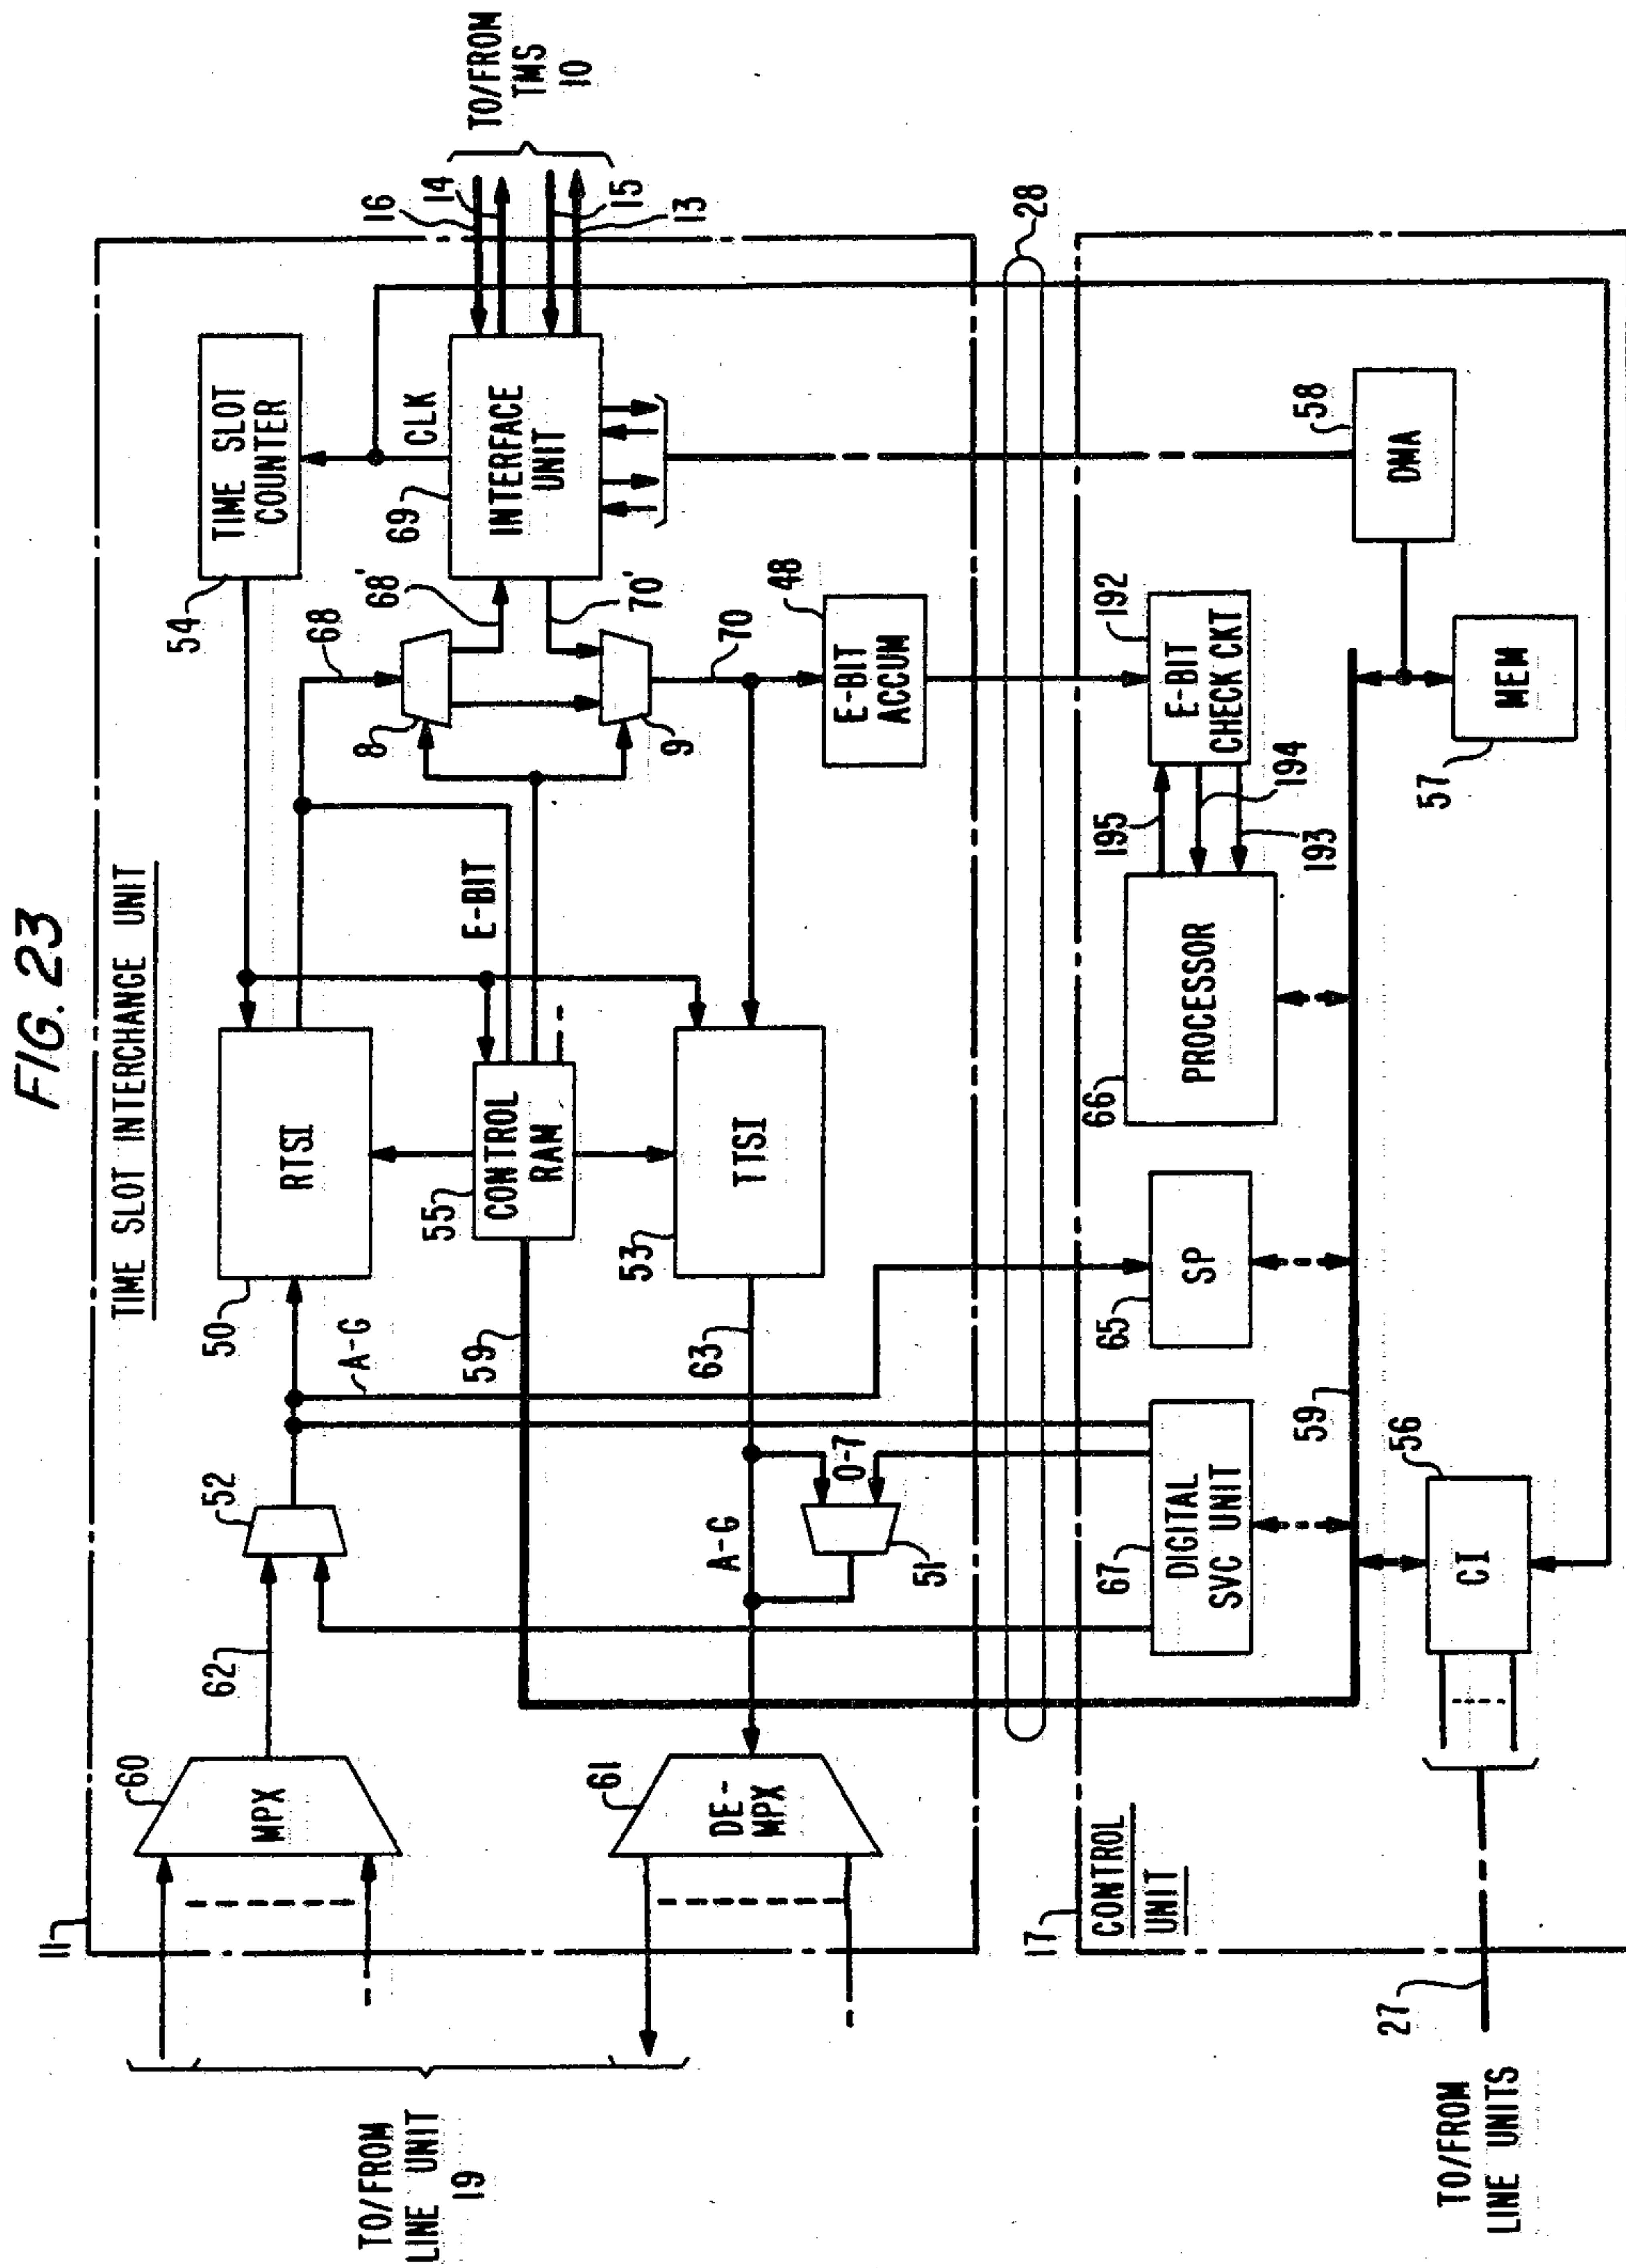 FIG. 23
TIME SLOT INTERCHANGE UNIT
11
TO/FROM
LINE UNIT
19
60
MPX
62
52
A-G
50
RTSI
54
TIME SLOT
COUNTER
68
8
68'
CLK
69
INTERFACE
UNIT
16
14
15
13
TO/FROM
TMS
10
E-BIT
55
CONTROL
RAM
59
70'
9
70
61
DE-
MPX
A-G
63
53
TTSI
0-7
51
48
E-BIT
ACCUM
28
17
CONTROL
UNIT
67
DIGITAL
SVC UNIT
65
SP
66
PROCESSOR
195
194
193
192
E-BIT
CHECK CKT
58
DMA
57
MEM
59
56
CI
27
TO/FROM
LINE UNITS